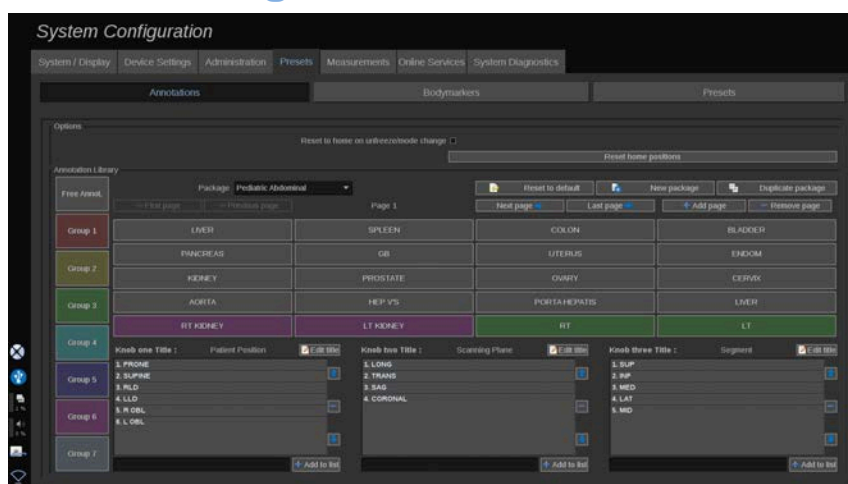 System Configuration
System / Display Device Settings Administration Presets Measurements Online Services System Diagnostics
Annotations Bodymarkers Presets
Options
Reset to home on unfreeze/mode change
Reset home positions
Annotation Library
Free Annot. Package Pediatric Abdominal Reset to default New package Duplicate package
First page Previous page Page 1 Next page Last page Add page Remove page
Group 1 LIVER SPLEEN COLON BLADDER
PANCREAS GB UTERUS ENDOM
Group 2
KIDNEY PROSTATE OVARY CERVIX
Group 3 AORTA HEP V'S PORTA HEPATIS LIVER
RT KIDNEY LT KIDNEY RT LT
Group 4
Knob one Title : Patient Position Edit title Knob two Title : Scanning Plane Edit title Knob three Title : Segment Edit title
1. PRONE 1. LONG 1. SUP
2. SUPINE 2. TRANS 2. INF
Group 5 3. RLD 3. SAG 3. MED
4. LLD 4. CORONAL 4. LAT
5. R OBL 5. MID
Group 6 6. L OBL
Group 7
Add to list Add to list Add to list